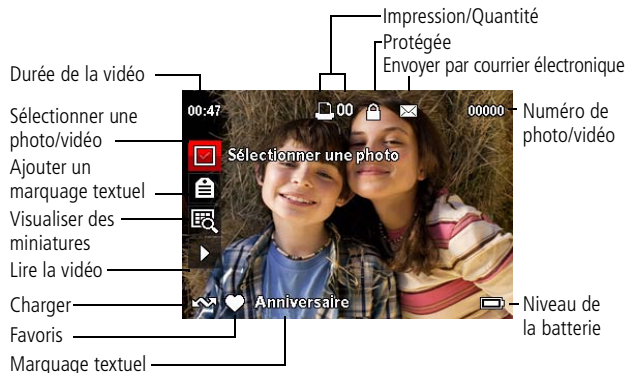 Impression/Quantité
Protégée
Envoyer par courrier électronique
Durée de la vidéo
00:47
00
00000
Numéro de
photo/vidéo
Sélectionner une
photo/vidéo
Sélectionner une photo
Ajouter un
marquage textuel
Visualiser des
miniatures
Lire la vidéo
Charger
Anniversaire
Niveau de
la batterie
Favoris
Marquage textuel